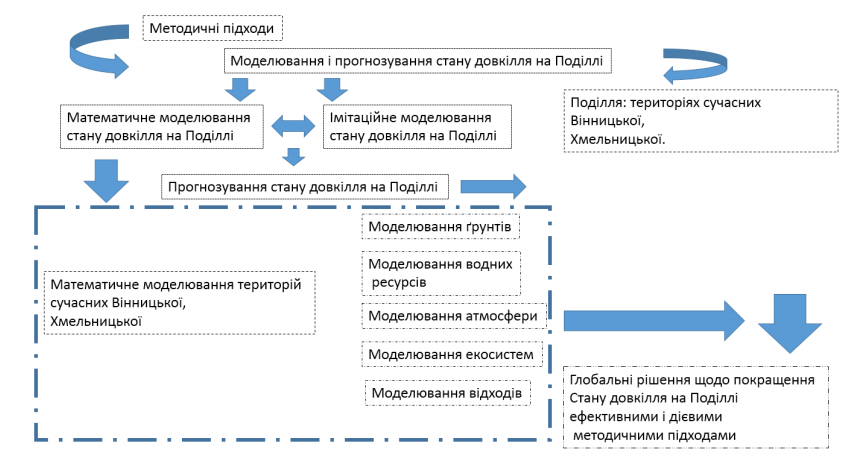 Методичні підходи
Моделювання і прогнозування стану довкілля на Поділлі
Поділля: територіях сучасних
Вінницької,
Хмельницької.
Математичне моделювання
стану довкілля на Поділлі
Імітаційне моделювання
стану довкілля на Поділлі
Прогнозування стану довкілля на Поділлі
Математичне моделювання територій
сучасних Вінницької,
Хмельницької
Моделювання ґрунтів
Моделювання водних
ресурсів
Моделювання атмосфери
Моделювання екосистем
Моделювання відходів
Глобальні рішення щодо покращення
Стану довкілля на Поділлі
ефективними і дієвими
методичними підходами